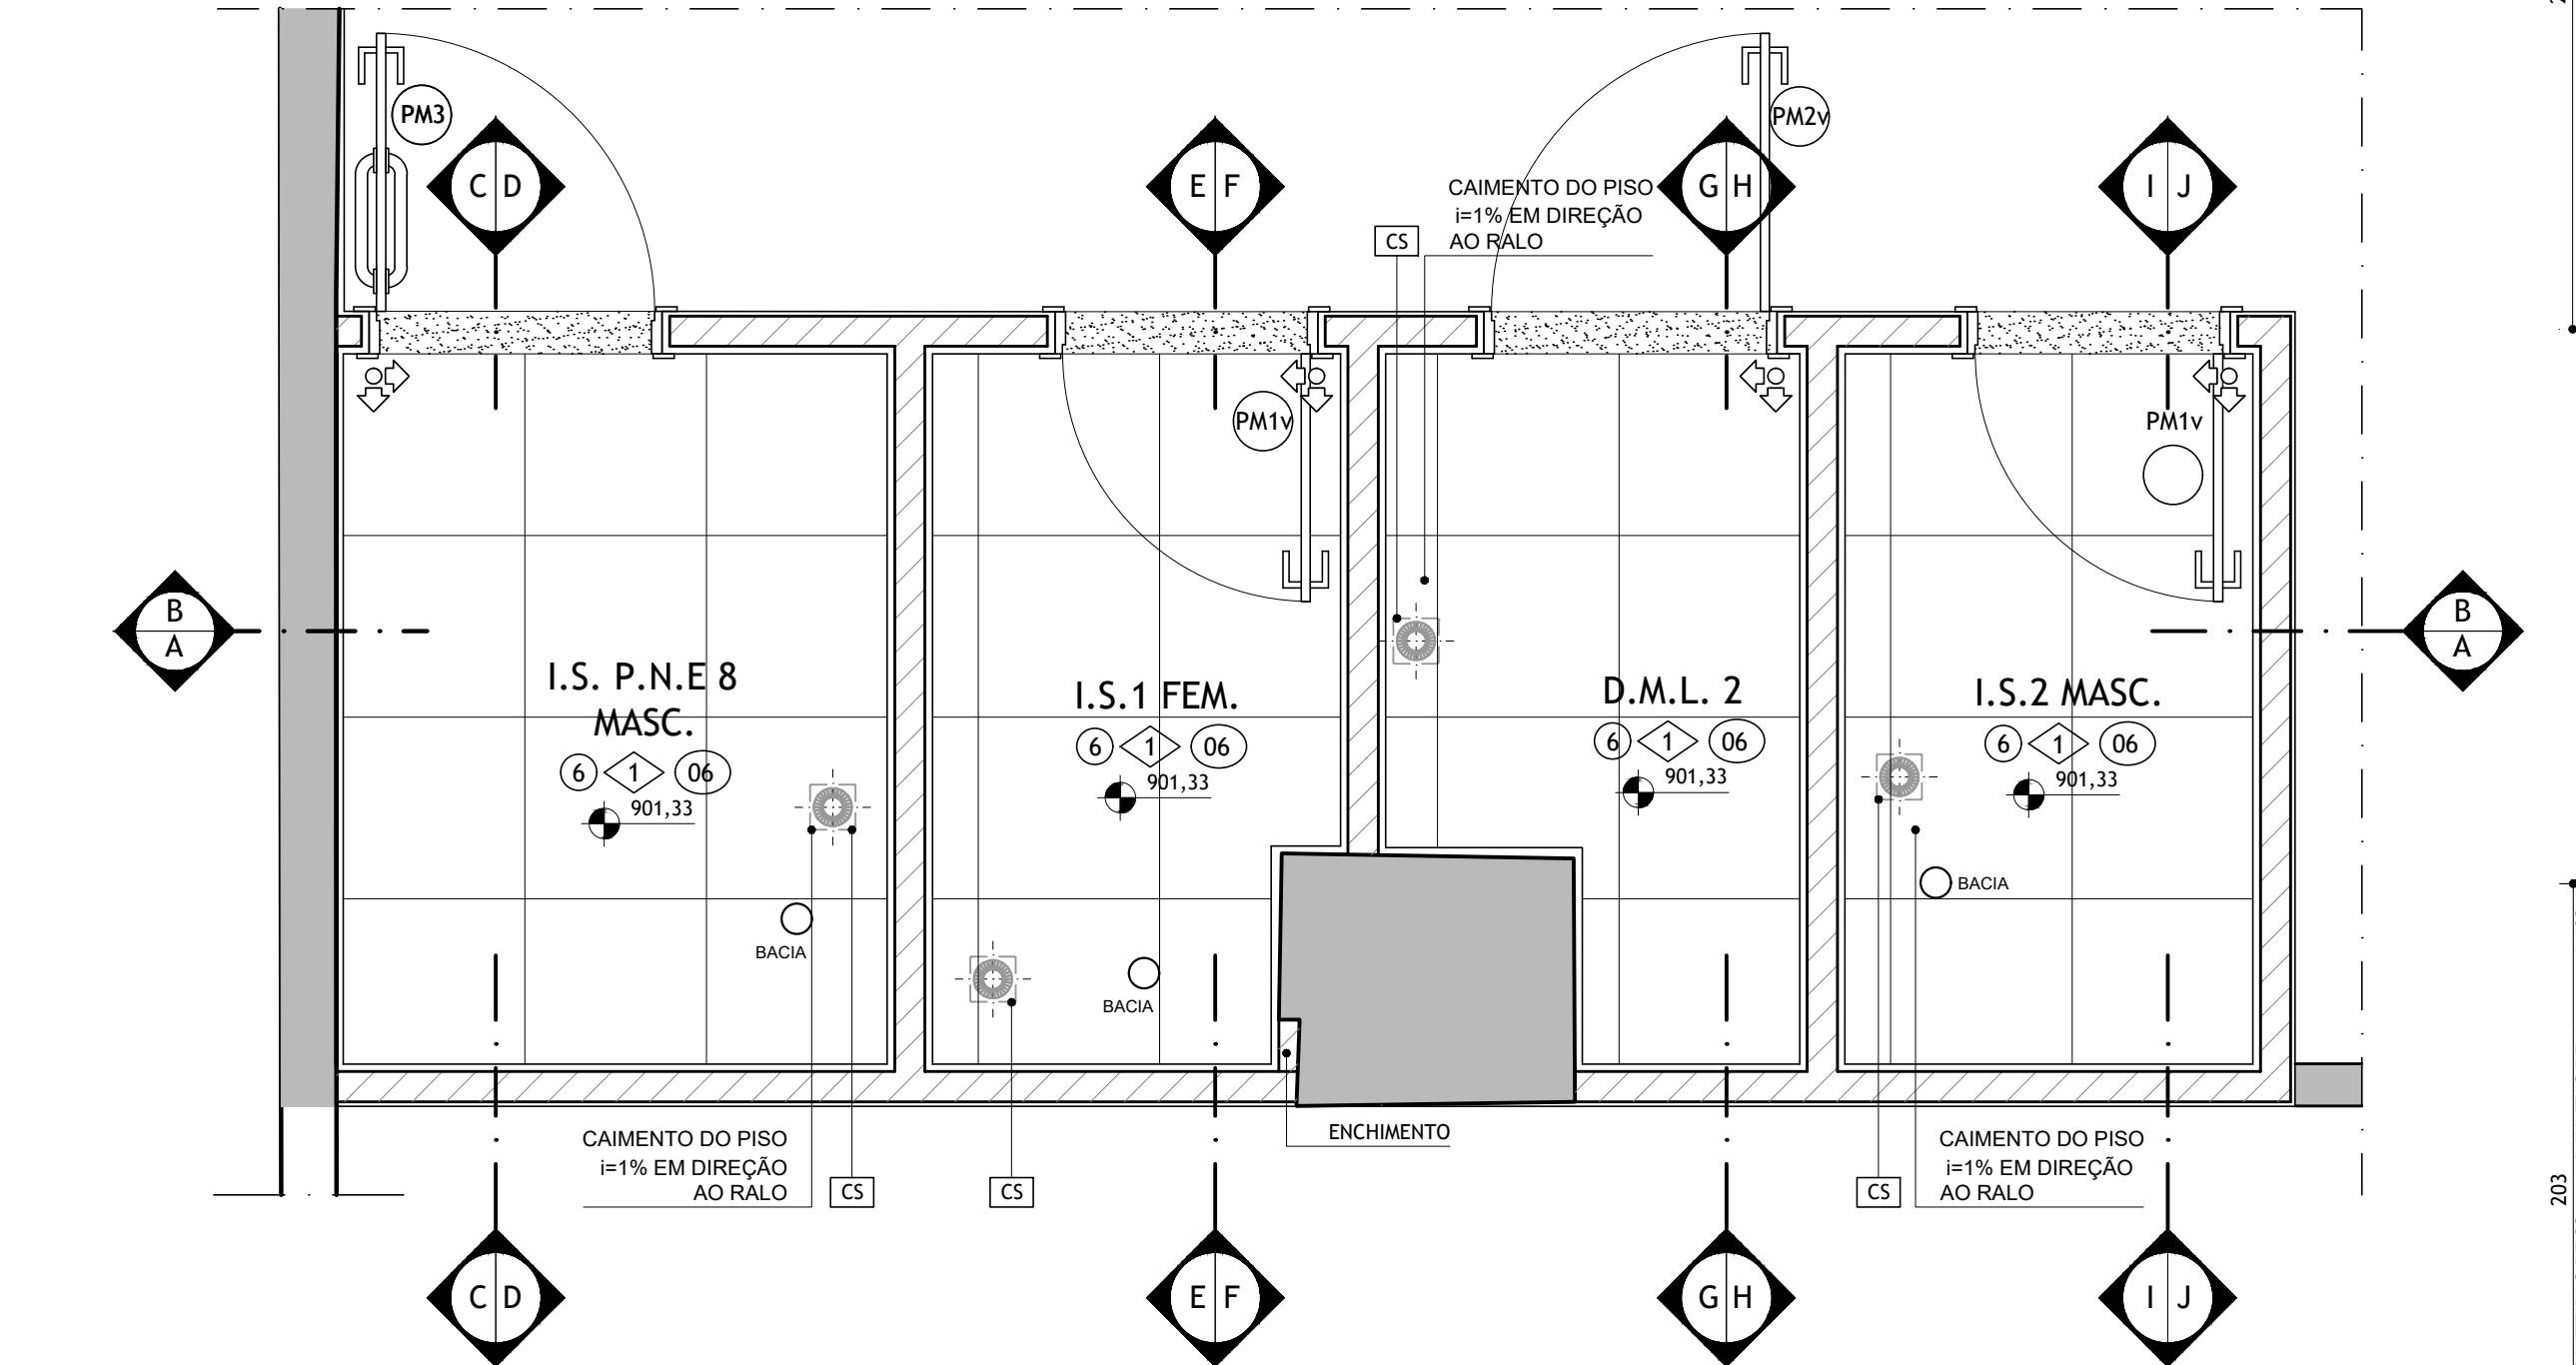 PM3
PM2v
C D
E F
G H
I J
CAIMENTO DO PISO
i=1% EM DIREÇÃO
AO RALO
CS
PM1v
PM1v
B
A
B
A
I.S. P.N.E 8
MASC.
6 1 06
901,33
I.S.1 FEM.
6 1 06
901,33
D.M.L. 2
6 1 06
901,33
I.S.2 MASC.
6 1 06
901,33
BACIA
BACIA
BACIA
ENCHIMENTO
CAIMENTO DO PISO
i=1% EM DIREÇÃO
AO RALO
CS
CS
CS
CAIMENTO DO PISO
i=1% EM DIREÇÃO
AO RALO
203
C D
E F
G H
I J